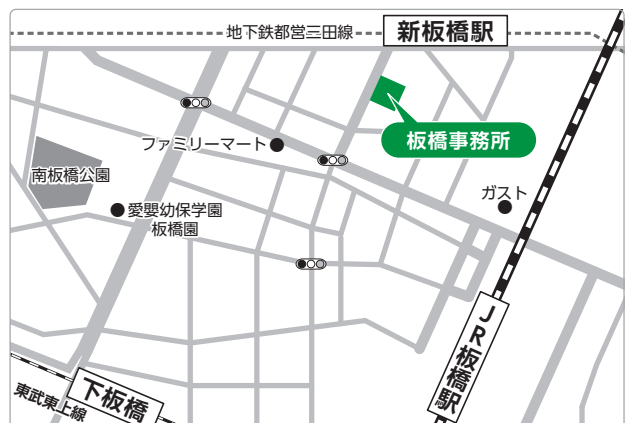 地下鉄都営三田線
新板橋駅
板橋事務所
ファミリーマート
南板橋公園
ガスト
愛嬰幼保学園
板橋園
JR板橋駅
下板橋
東武東上線